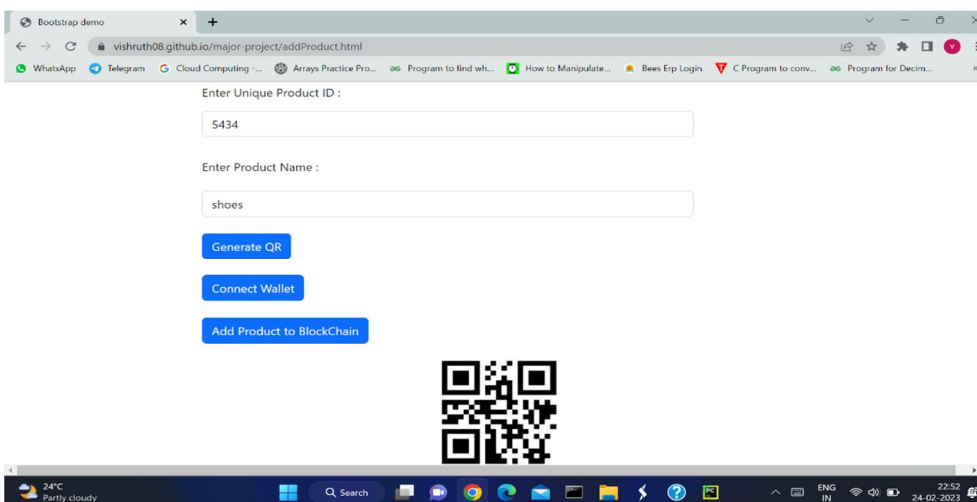 Bootstrap demo
vishruth08.github.io/major-project/addProduct.html
WhatsApp Telegram Cloud Computing -... Arrays Practice Pro... Program to find wh... How to Manipulate... Bees Erp Login C Program to conv... Program for Decim...
Enter Unique Product ID :
5434
Enter Product Name :
shoes
Generate QR
Connect Wallet
Add Product to BlockChain
24°C
Partly cloudy
Search
ENG
IN
22:52
24-02-2023